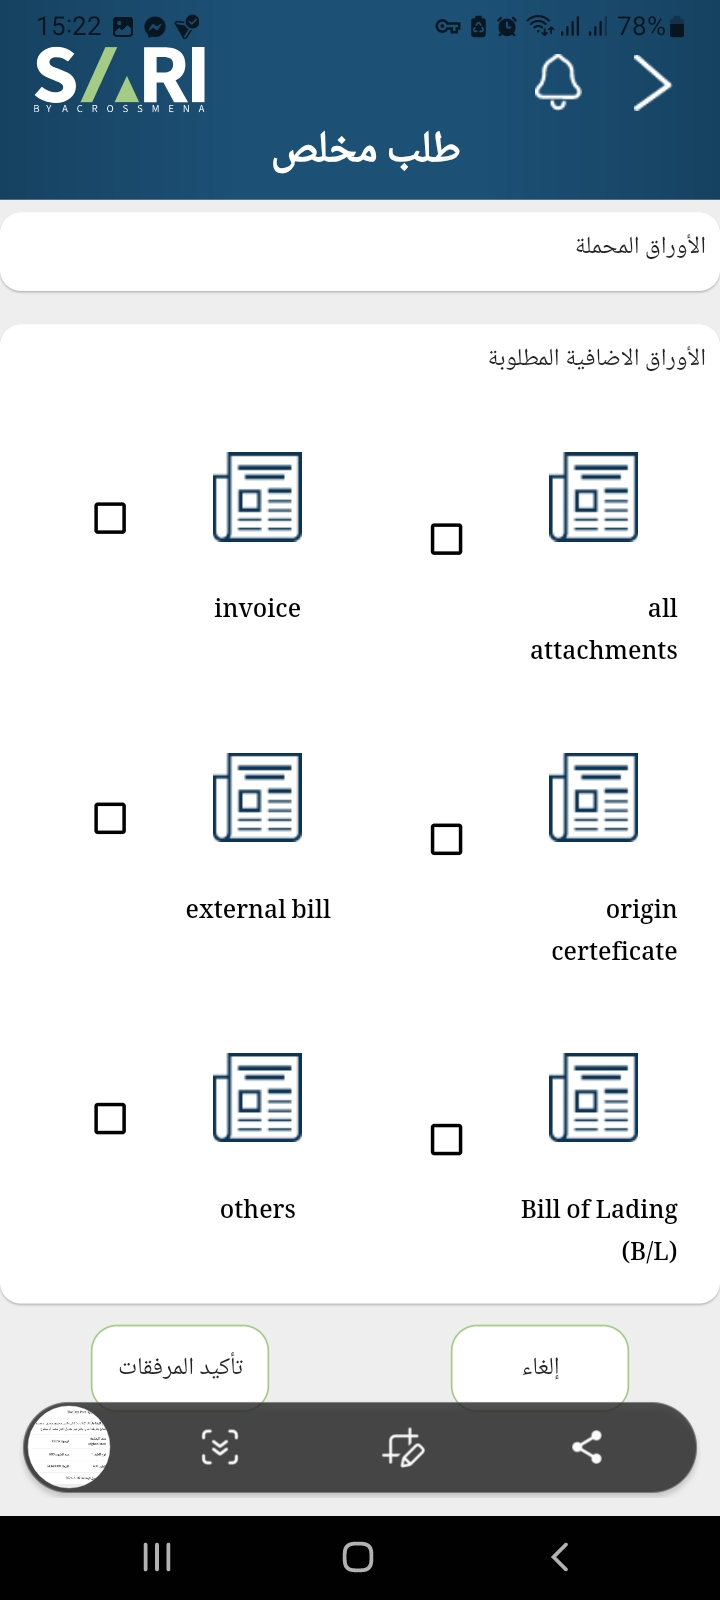 15:22
78%
SARI
BY ACROSSMENA
طلب مخلص
الأوراق المحملة
الأوراق الاضافية المطلوبة
all
attachments
invoice
origin
certeficate
external bill
Bill of Lading
(B/L)
others
إلغاء
تأكيد المرفقات